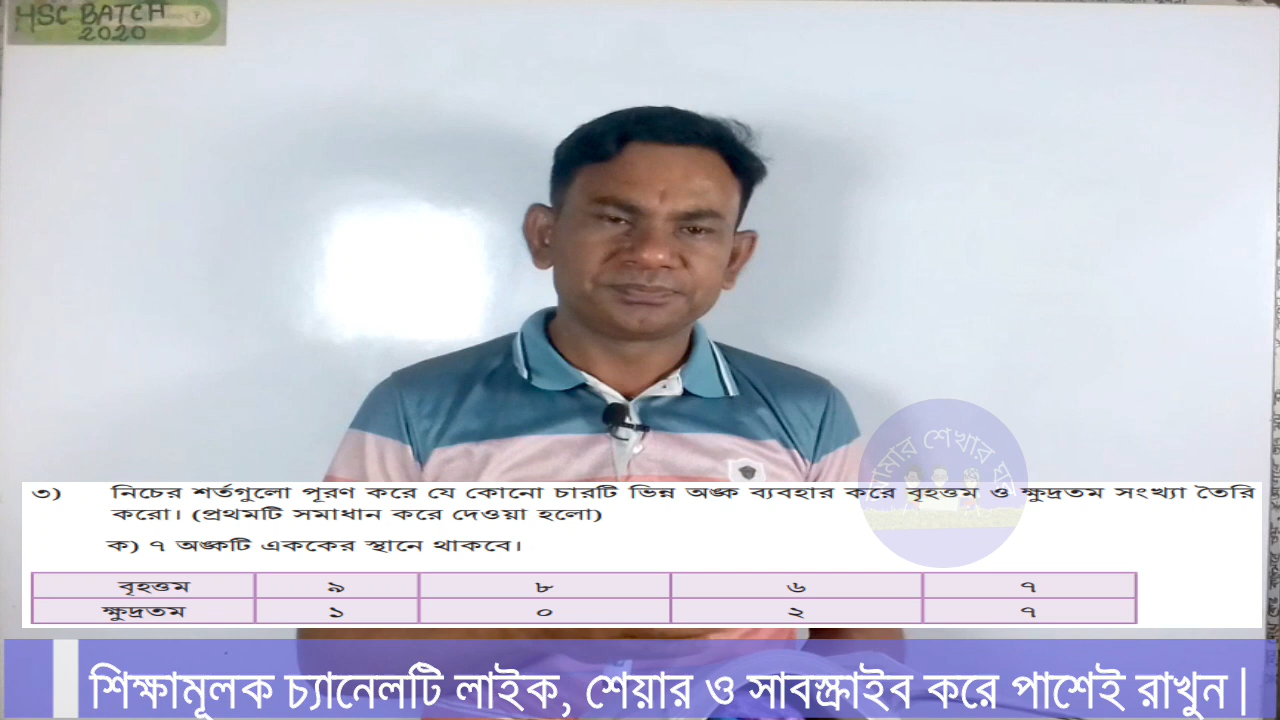 HSC BATCH
2020
শেখার ঘর
৩) নিচের শর্তগুলো পূরণ করে যে কোনো চারটি ভিন্ন অঙ্ক ব্যবহার করে বৃহত্তম ও ক্ষুদ্রতম সংখ্যা তৈরি
করো। (প্রথমটি সমাধান করে দেওয়া হলো)
ক) ৭ অঙ্কটি এককের স্থানে থাকবে।
বৃহত্তম ৯ ৮ ৬ ৭
ক্ষুদ্রতম ১ ০ ২ ৭
শিক্ষামূলক চ্যানেলটি লাইক, শেয়ার ও সাবস্ক্রাইব করে পাশেই রাখুন|